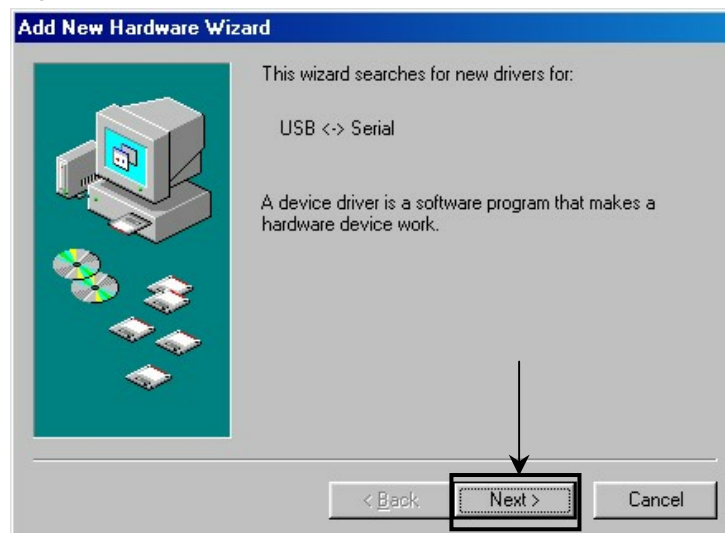 Add New Hardware Wizard
This wizard searches for new drivers for:
USB <-> Serial
A device driver is a software program that makes a
hardware device work.
< Back Next > Cancel